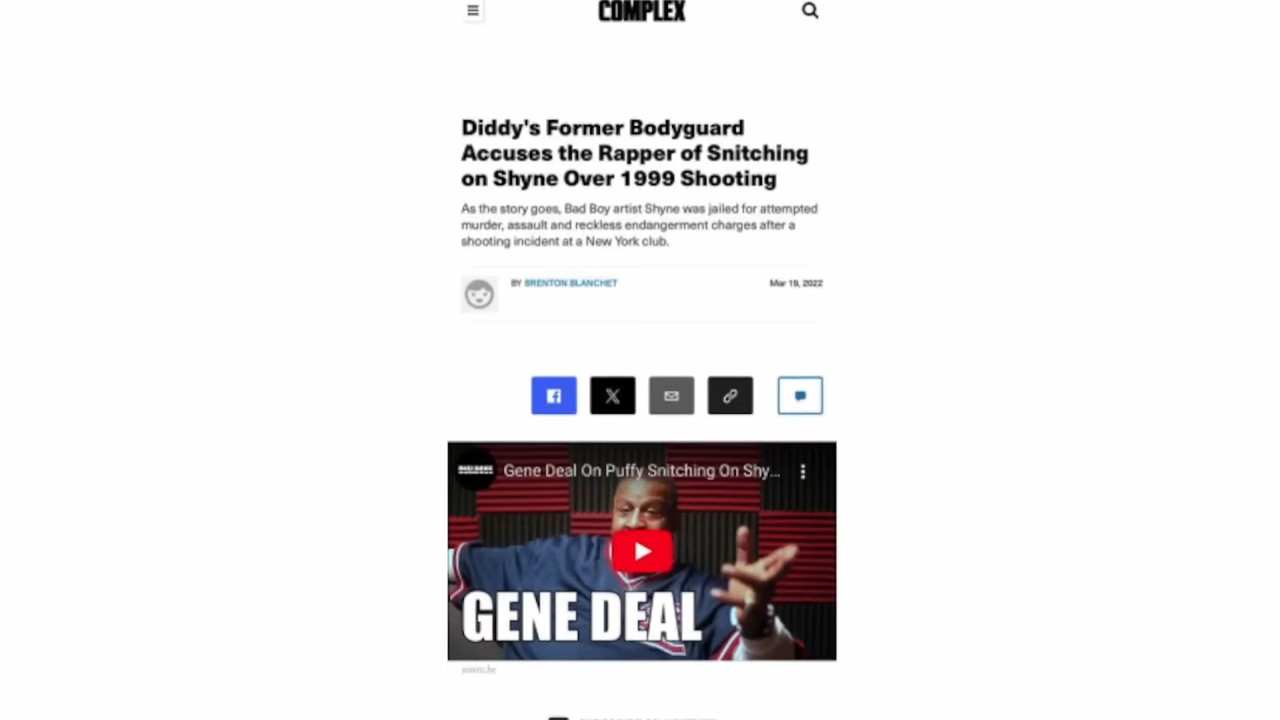 COMPLEX
Diddy's Former Bodyguard
Accuses the Rapper of Snitching
on Shyne Over 1999 Shooting
As the story goes, Bad Boy artist Shyne was jailed for attempted
murder, assault and reckless endangerment charges after a
shooting incident at a New York club.
BY BRENTON BLANCHET
Mar 19, 2022
Gene Deal On Puffy Snitching On Shy...
GENE DEAL